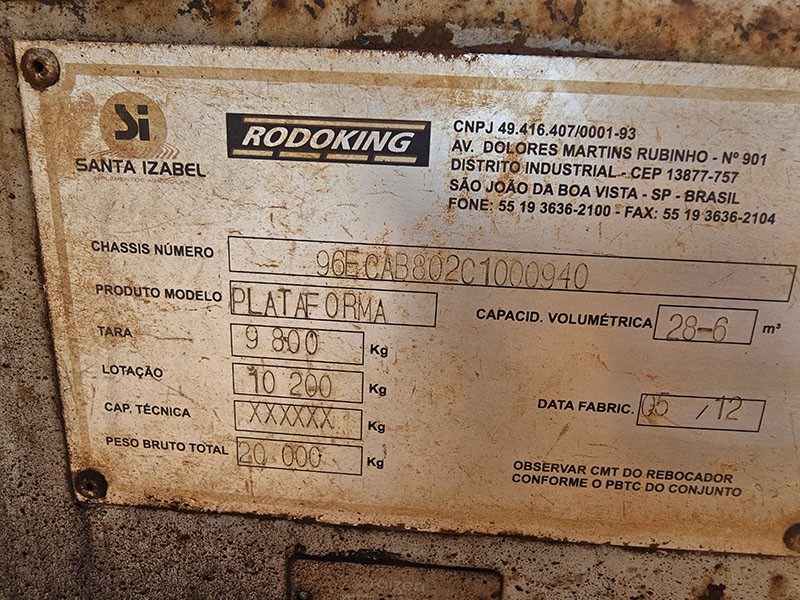 Si
SANTA IZABEL
RODOKING
CNPJ 49.416.407/0001-93
AV. DOLORES MARTINS RUBINHO - Nº 901
DISTRITO INDUSTRIAL - CEP 13877-757
SÃO JOÃO DA BOA VISTA - SP - BRASIL
FONE: 55 19 3636-2100 - FAX: 55 19 3636-2104
CHASSIS NÚMERO 96ECAB802C1000940
PRODUTO MODELO PLATAFORMA
CAPACID. VOLUMÉTRICA 28-6 m³
TARA 9 800 Kg
LOTAÇÃO 10 200 Kg
CAP. TÉCNICA XXXXXX Kg
DATA FABRIC. 05 /12
PESO BRUTO TOTAL 20 000 Kg
OBSERVAR CMT DO REBOCADOR
CONFORME O PBTC DO CONJUNTO